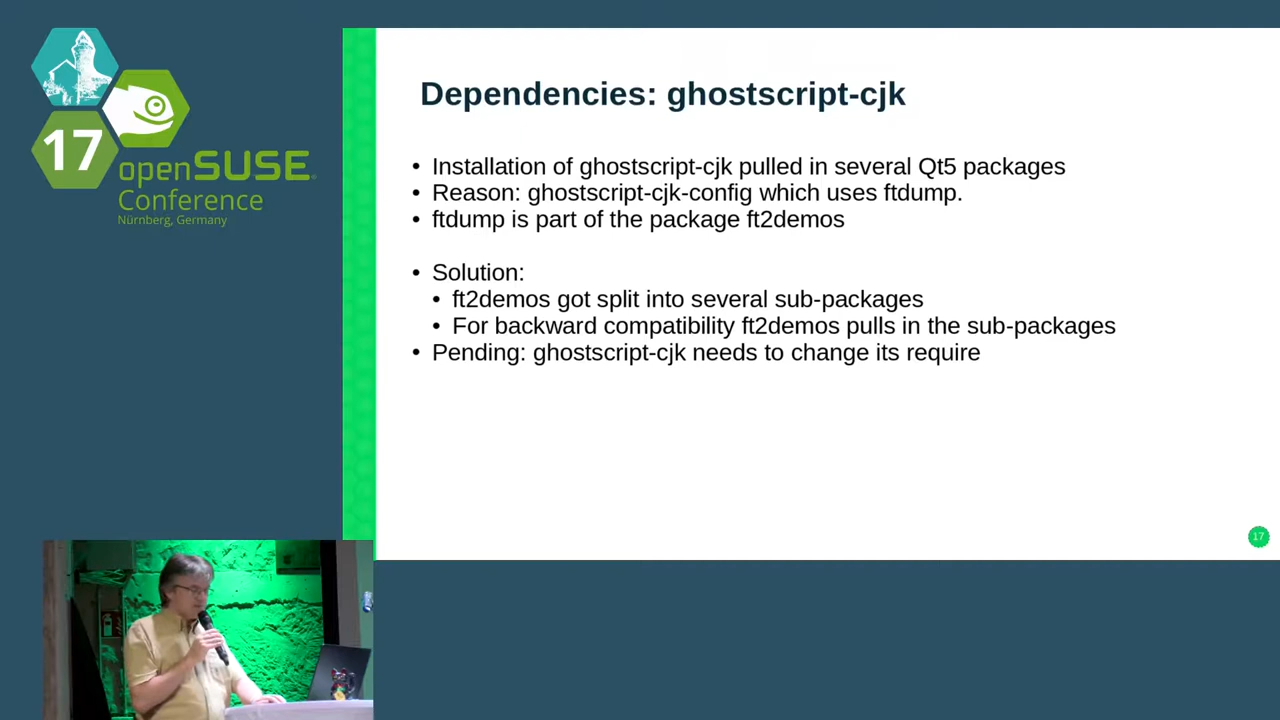 17
openSUSE
Conference
Nürnberg, Germany
Dependencies: ghostscript-cjk
• Installation of ghostscript-cjk pulled in several Qt5 packages
• Reason: ghostscript-cjk-config which uses ftdump.
• ftdump is part of the package ft2demos
• Solution:
• ft2demos got split into several sub-packages
• For backward compatibility ft2demos pulls in the sub-packages
• Pending: ghostscript-cjk needs to change its require
17